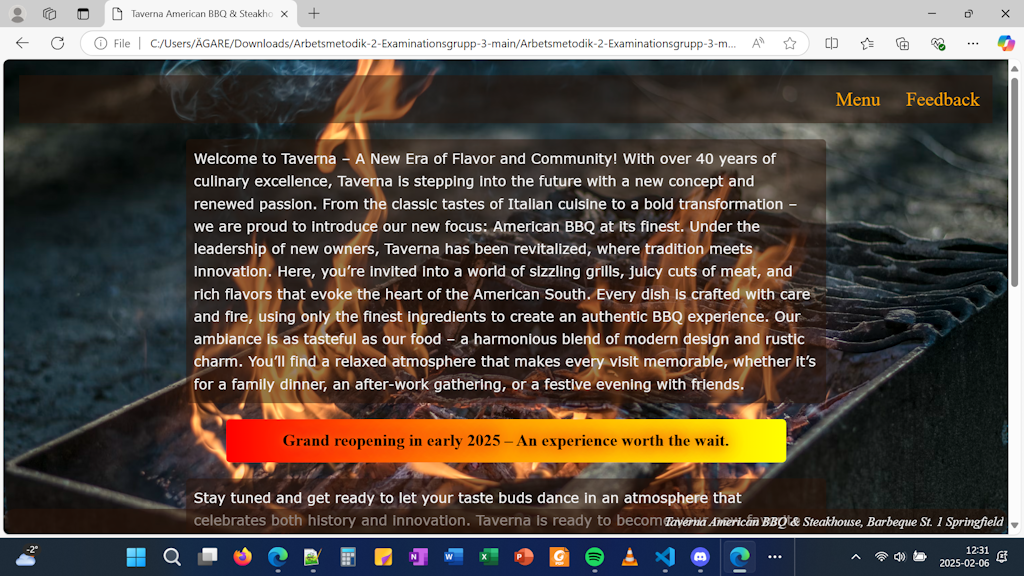 Taverna American BBQ & Steakho
File
C:/Users/ÄGARE/Downloads/Arbetsmetodik-2-Examinationsgrupp-3-main/Arbetsmetodik-2-Examinationsgrupp-3-m...
Menu Feedback
Welcome to Taverna – A New Era of Flavor and Community! With over 40 years of
culinary excellence, Taverna is stepping into the future with a new concept and
renewed passion. From the classic tastes of Italian cuisine to a bold transformation –
we are proud to introduce our new focus: American BBQ at its finest. Under the
leadership of new owners, Taverna has been revitalized, where tradition meets
innovation. Here, you're invited into a world of sizzling grills, juicy cuts of meat, and
rich flavors that evoke the heart of the American South. Every dish is crafted with care
and fire, using only the finest ingredients to create an authentic BBQ experience. Our
ambiance is as tasteful as our food – a harmonious blend of modern design and rustic
charm. You'll find a relaxed atmosphere that makes every visit memorable, whether it's
for a family dinner, an after-work gathering, or a festive evening with friends.
Grand reopening in early 2025 – An experience worth the wait.
Stay tuned and get ready to let your taste buds dance in an atmosphere that
celebrates both history and innovation. Taverna is ready to become
Taverna American BBQ & Steakhouse, Barbeque St. 1 Springfield
-2°
12:31
2025-02-06